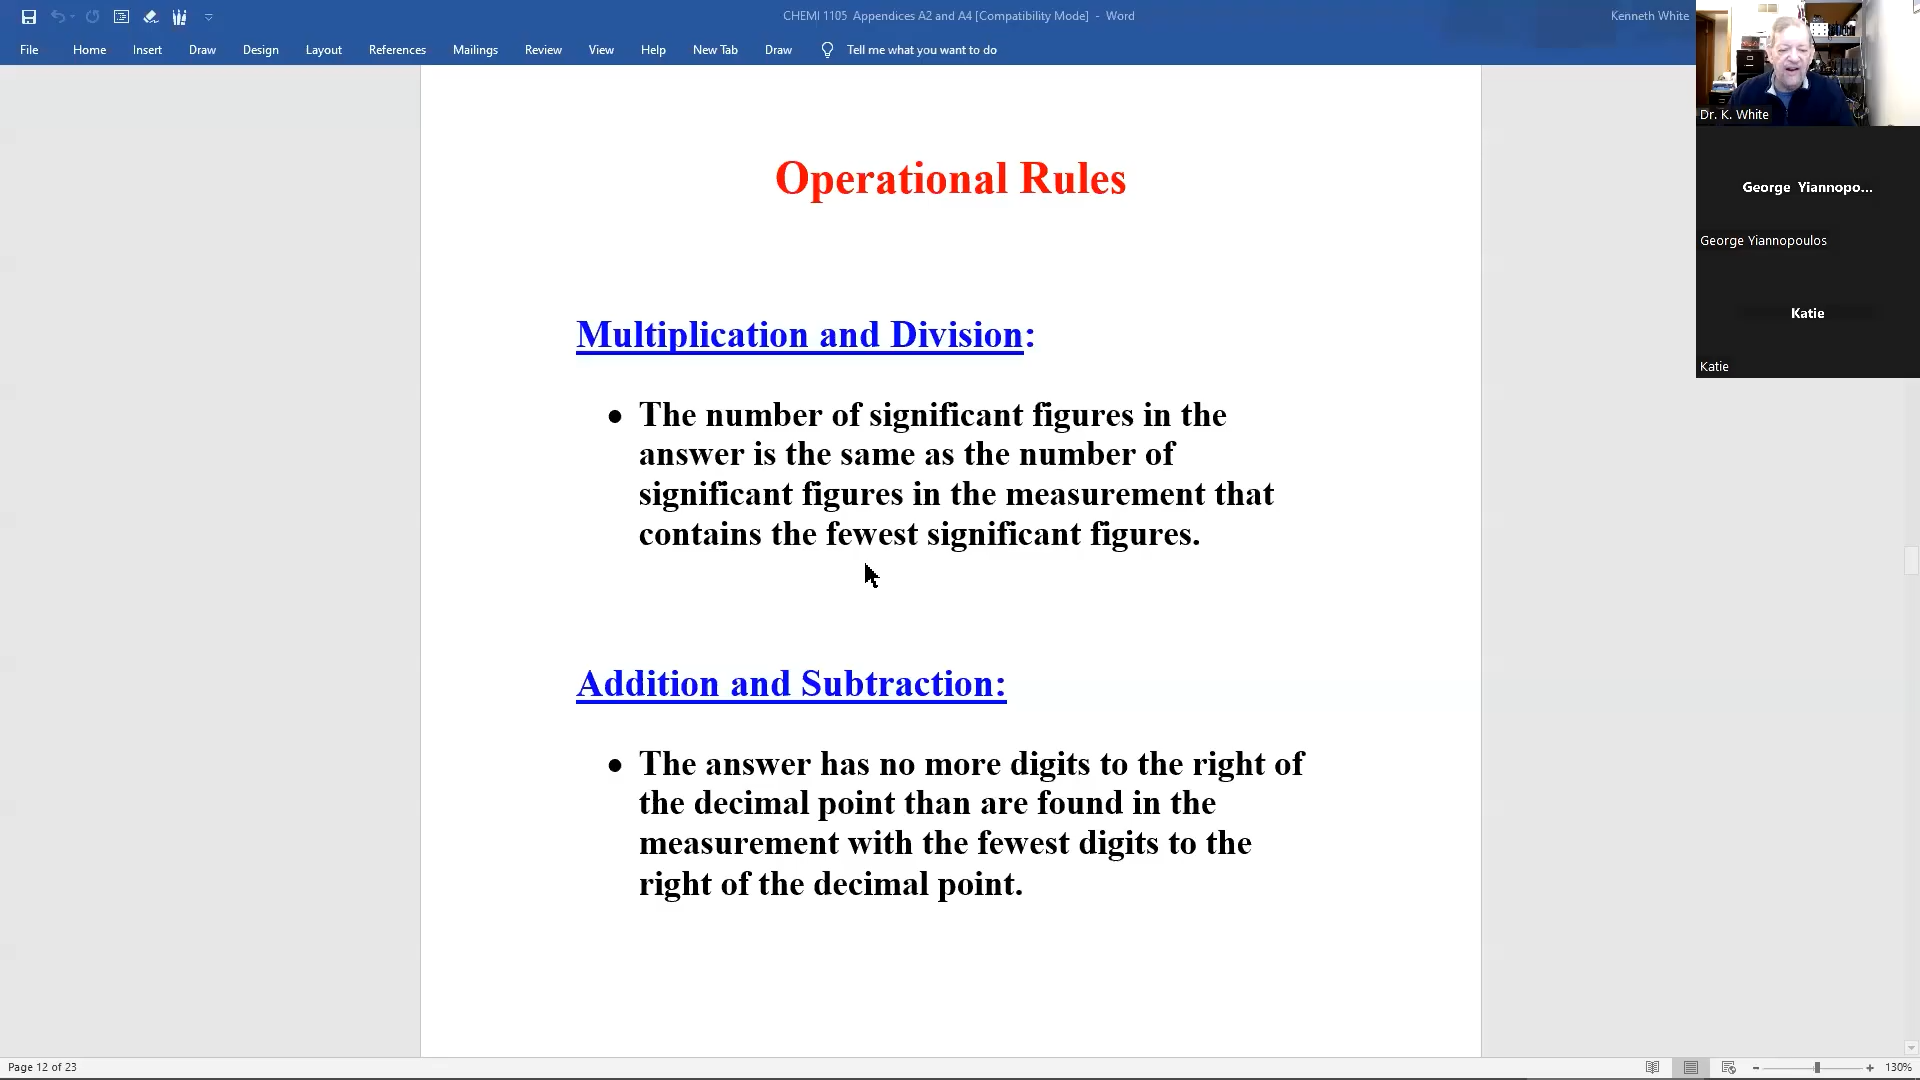 CHEMI 1105  Appendices A2 and A4 [Compatibility Mode]  -  Word
Kenneth White
File Home Insert Draw Design Layout References Mailings Review View Help New Tab Draw Tell me what you want to do
Dr. K. White
George Yiannopo...
George Yiannopoulos
Katie
Katie
Operational Rules
Multiplication and Division:
• The number of significant figures in the
answer is the same as the number of
significant figures in the measurement that
contains the fewest significant figures.
Addition and Subtraction:
• The answer has no more digits to the right of
the decimal point than are found in the
measurement with the fewest digits to the
right of the decimal point.
Page 12 of 23
130%